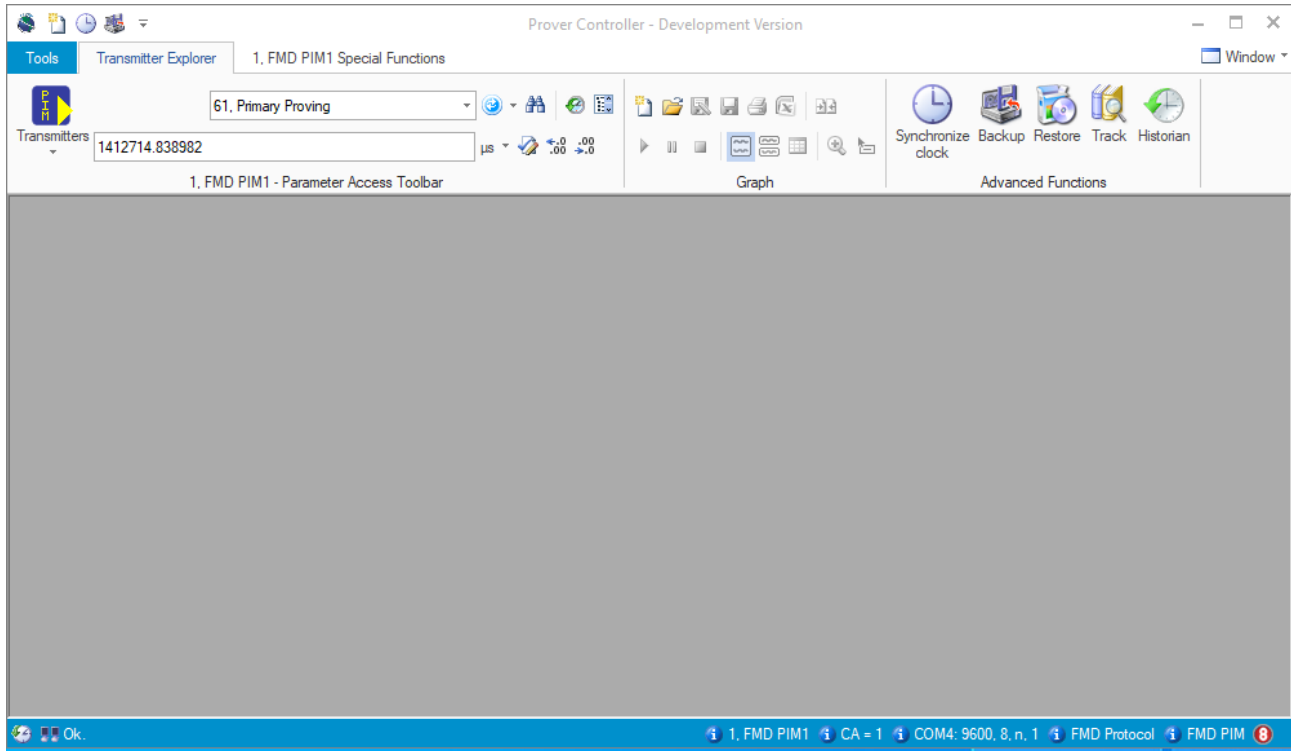 Prover Controller - Development Version
Tools Transmitter Explorer 1, FMD PIM1 Special Functions Window
PIM
61, Primary Proving
Transmitters
1412714.838982 µs
Synchronize clock Backup Restore Track Historian
1, FMD PIM1 - Parameter Access Toolbar Graph Advanced Functions
Ok. 1, FMD PIM1 CA = 1 COM4: 9600, 8, n, 1 FMD Protocol FMD PIM 8